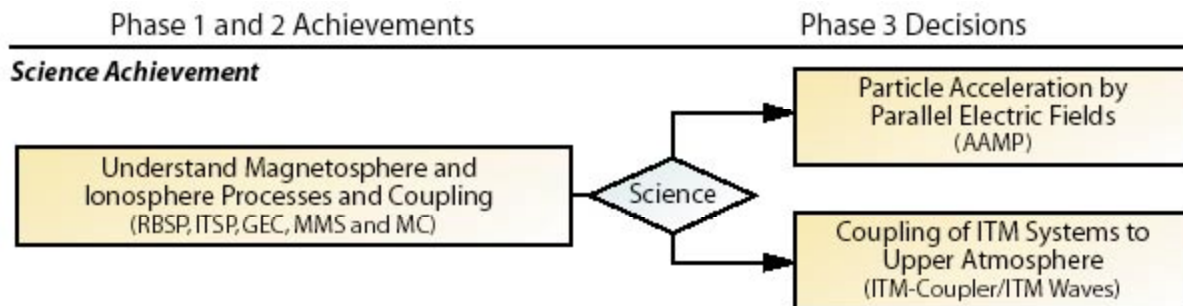 Phase 1 and 2 Achievements
Phase 3 Decisions
Science Achievement
Understand Magnetosphere and
Ionosphere Processes and Coupling
(RBSP, ITSP, GEC, MMS and MC)
Science
Particle Acceleration by
Parallel Electric Fields
(AAMP)
Coupling of ITM Systems to
Upper Atmosphere
(ITM-Coupler/ITM Waves)